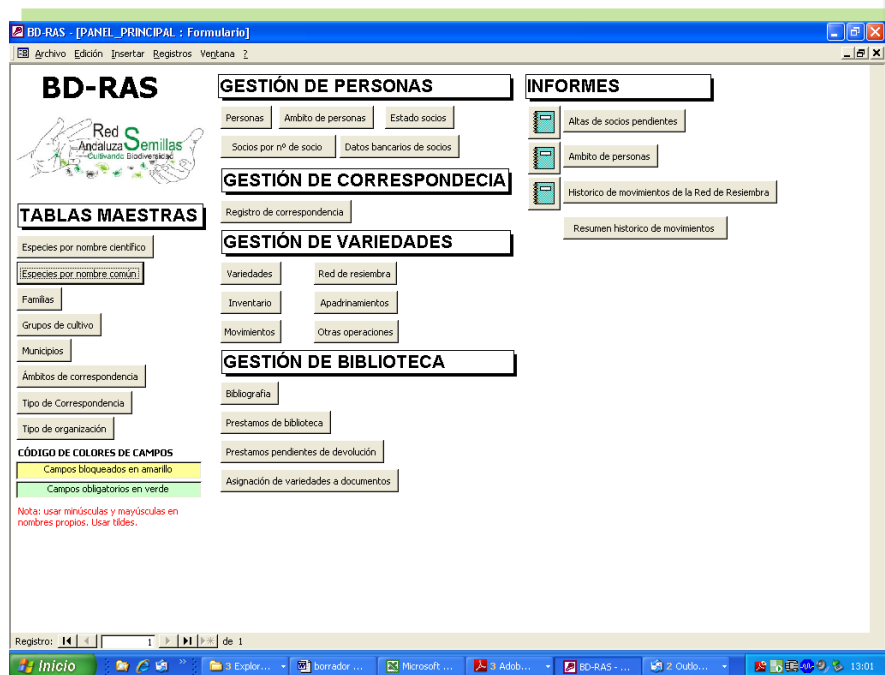 BD-RAS - [PANEL_PRINCIPAL : Formulario]
Archivo Edición Insertar Registros Ventana ?
BD-RAS
Red
Andaluza Semillas
Cultivando Biodiversidad
TABLAS MAESTRAS
Especies por nombre científico
Especies por nombre común
Familias
Grupos de cultivo
Municipios
Ámbitos de correspondencia
Tipo de Correspondencia
Tipo de organización
CÓDIGO DE COLORES DE CAMPOS
Campos bloqueados en amarillo
Campos obligatorios en verde
Nota: usar minúsculas y mayúsculas en
nombres propios. Usar tildes.
GESTIÓN DE PERSONAS
Personas Ambito de personas Estado socios
Socios por nº de socio Datos bancarios de socios
GESTIÓN DE CORRESPONDECIA
Registro de correspondencia
GESTIÓN DE VARIEDADES
Variedades Red de resiembra
Inventario Apadrinamientos
Movimientos Otras operaciones
GESTIÓN DE BIBLIOTECA
Bibliografia
Prestamos de biblioteca
Prestamos pendientes de devolución
Asignación de variedades a documentos
INFORMES
Altas de socios pendientes
Ambito de personas
Historico de movimientos de la Red de Resiembra
Resumen historico de movimientos
Registro: 1 de 1
Inicio » 3 Explor... borrador ... Microsoft ... 3 Adob... BD-RAS - ... 2 Outlo... 13:01